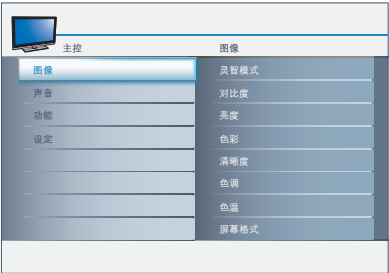 主控
图像
图像
声音
功能
设定
灵智模式
对比度
亮度
色彩
清晰度
色调
色温
屏幕格式